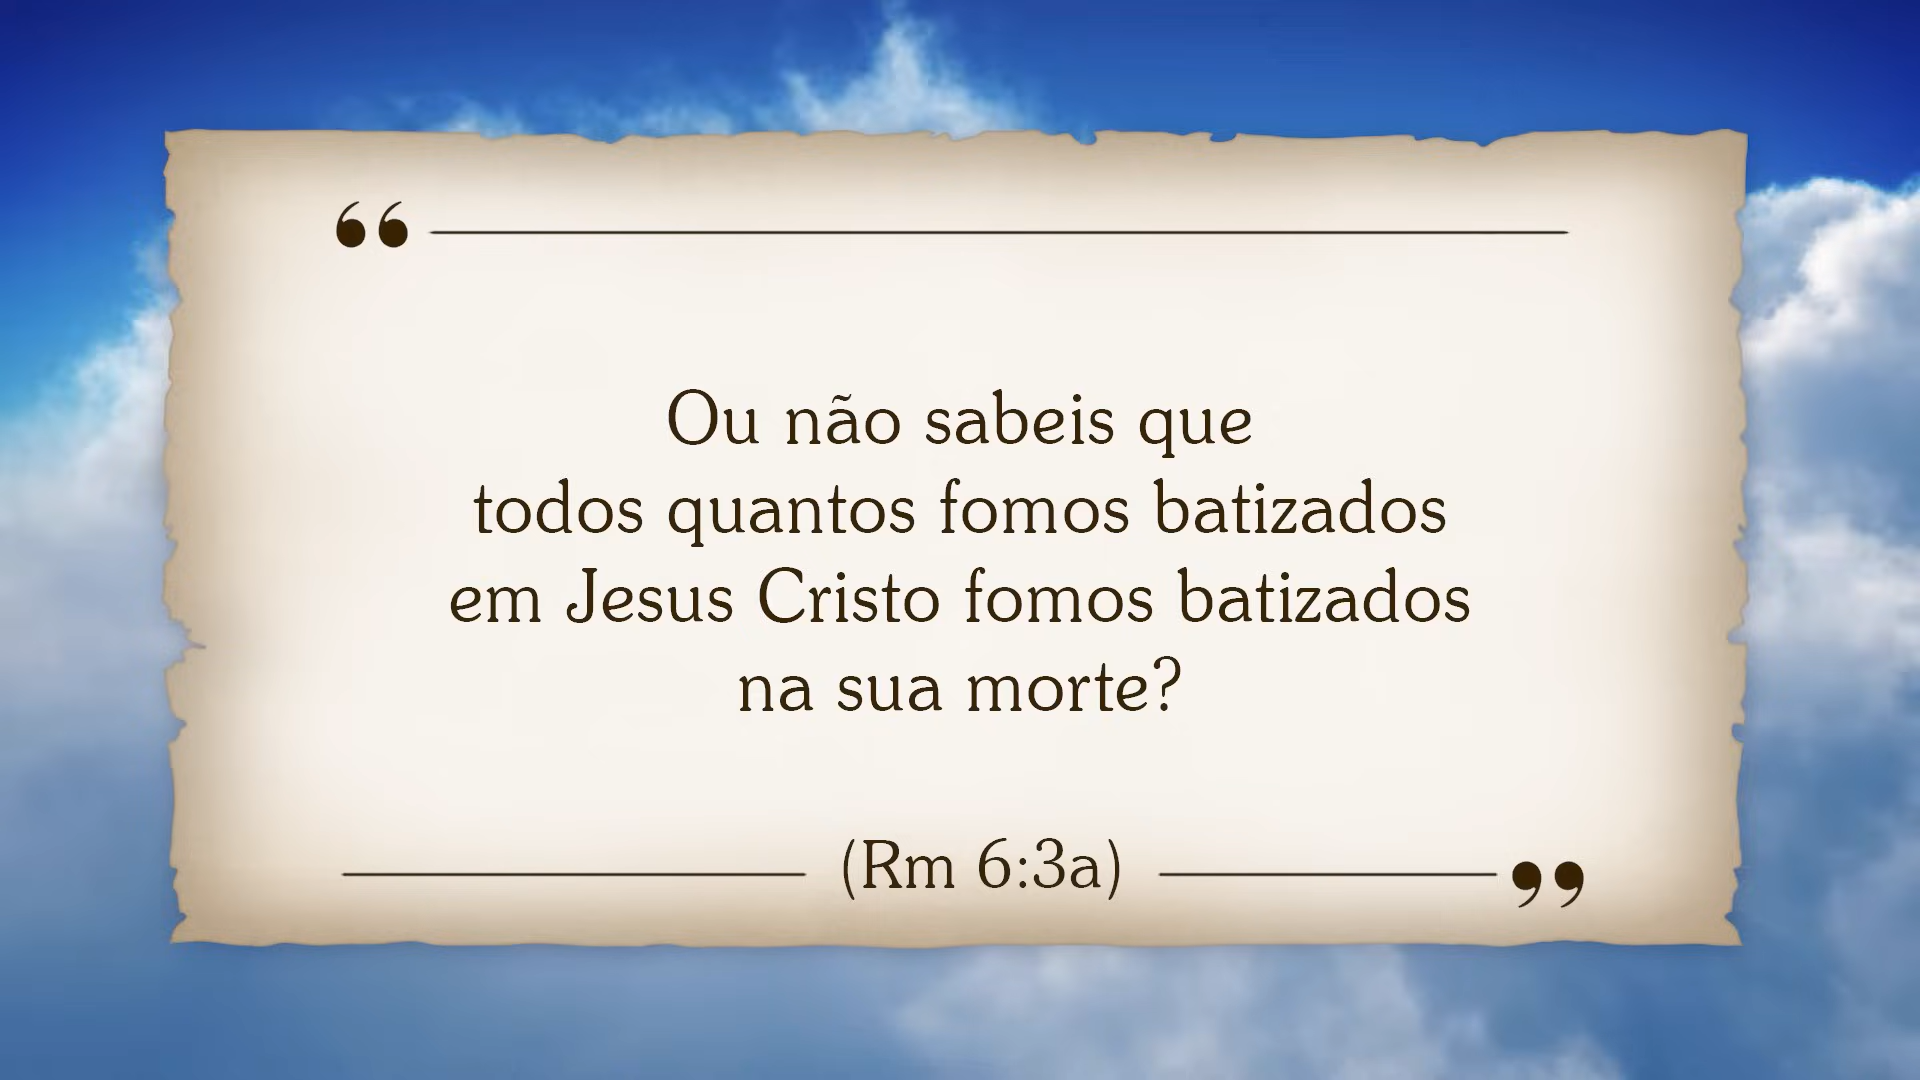 “
Ou não sabeis que
todos quantos fomos batizados
em Jesus Cristo fomos batizados
na sua morte?
(Rm 6:3a)
”